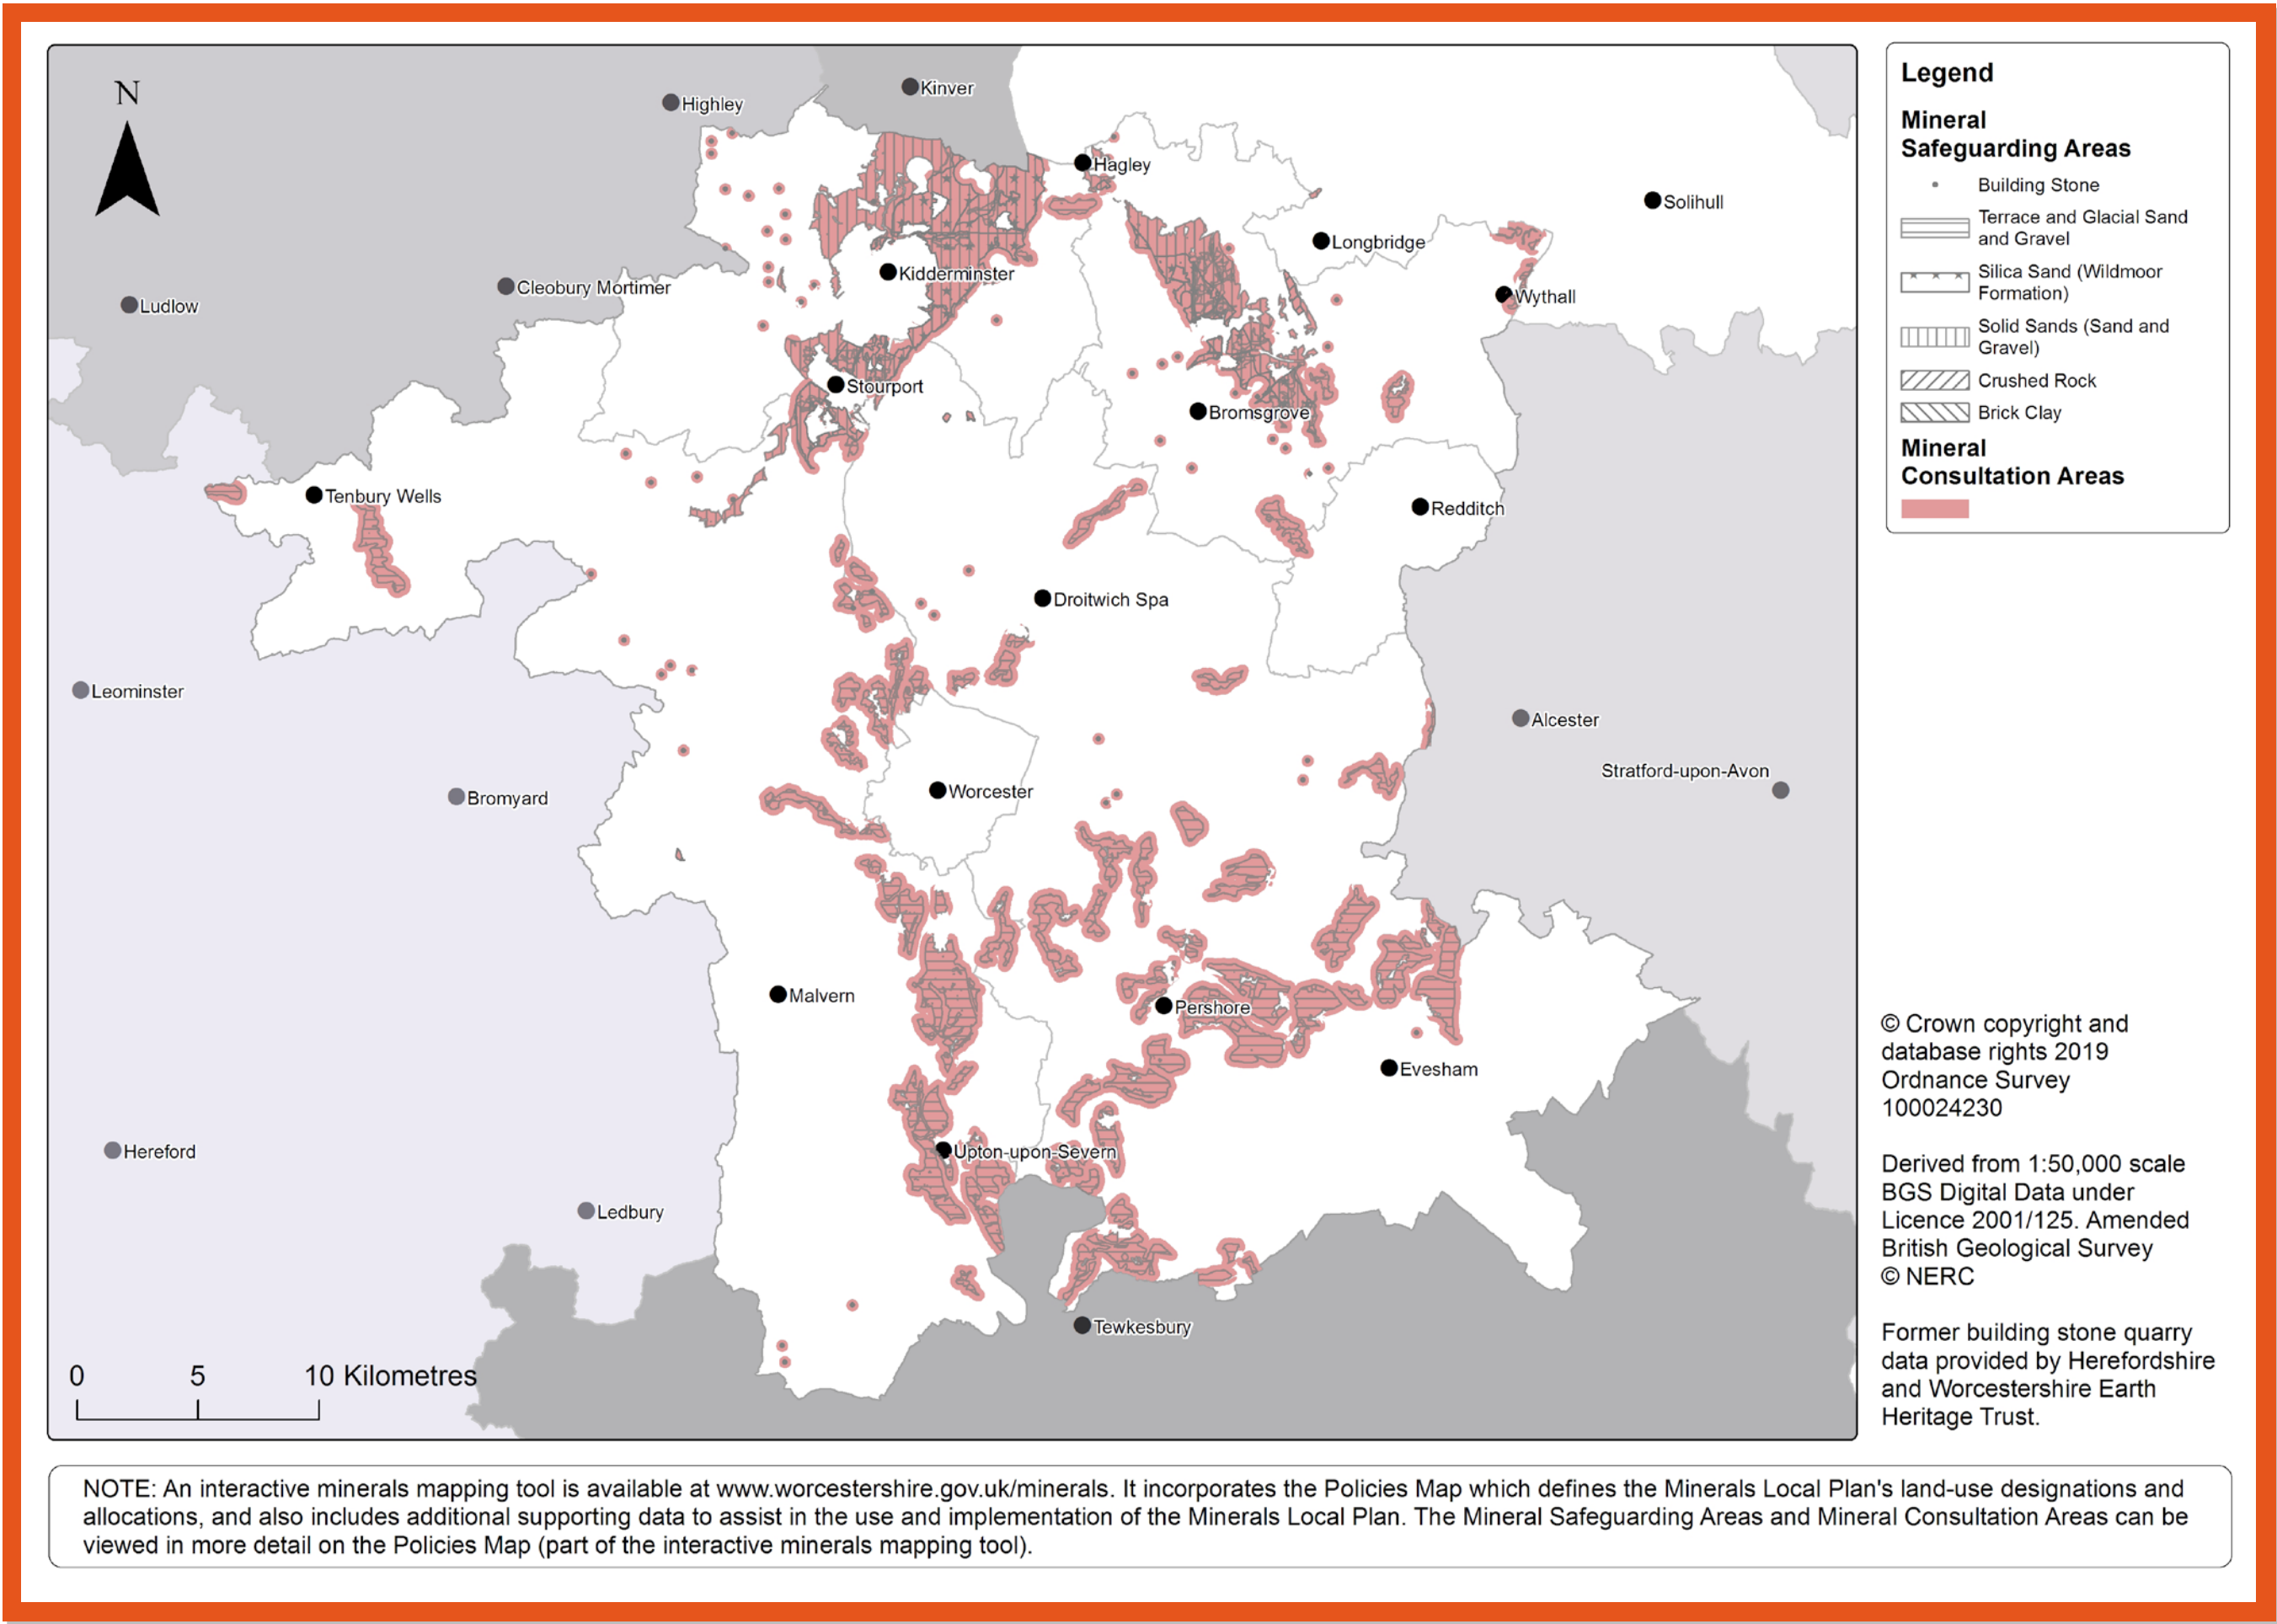 N
Kinver
Highley
Hagley
Solihull
Longbridge
Kidderminster
Cleobury Mortimer
Wythall
Ludlow
Stourport
Bromsgrove
Tenbury Wells
Redditch
Droitwich Spa
Leominster
Alcester
Stratford-upon-Avon
Bromyard
Worcester
Malvern
Pershore
Evesham
Hereford
Upton-upon-Severn
Ledbury
Tewkesbury
0 5 10 Kilometres
Legend
Mineral
Safeguarding Areas
Building Stone
Terrace and Glacial Sand
and Gravel
Silica Sand (Wildmoor
Formation)
Solid Sands (Sand and
Gravel)
Crushed Rock
Brick Clay
Mineral
Consultation Areas
© Crown copyright and
database rights 2019
Ordnance Survey
100024230
Derived from 1:50,000 scale
BGS Digital Data under
Licence 2001/125. Amended
British Geological Survey
© NERC
Former building stone quarry
data provided by Herefordshire
and Worcestershire Earth
Heritage Trust.
NOTE: An interactive minerals mapping tool is available at www.worcestershire.gov.uk/minerals. It incorporates the Policies Map which defines the Minerals Local Plan's land-use designations and
allocations, and also includes additional supporting data to assist in the use and implementation of the Minerals Local Plan. The Mineral Safeguarding Areas and Mineral Consultation Areas can be
viewed in more detail on the Policies Map (part of the interactive minerals mapping tool).